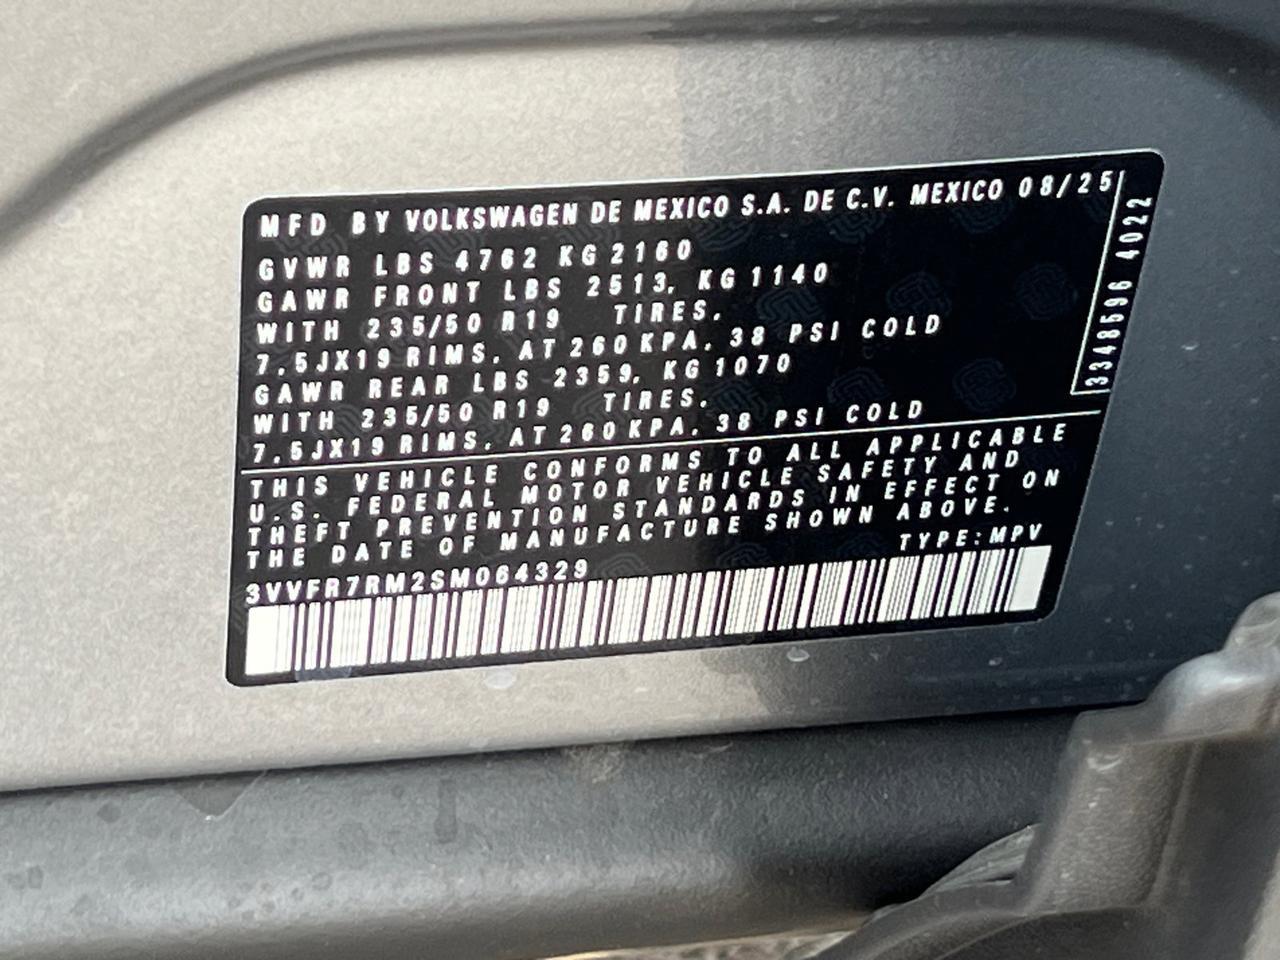 MFD BY VOLKSWAGEN DE MEXICO S.A. DE C.V. MEXICO 08/25
GVWR LBS 4762 KG 2160
GAWR FRONT LBS 2513, KG 1140
WITH 235/50 R19 TIRES,
7.5JX19 RIMS, AT 260 KPA, 38 PSI COLD
GAWR REAR LBS 2359, KG 1070
WITH 235/50 R19 TIRES,
7.5JX19 RIMS, AT 260 KPA, 38 PSI COLD
3348596 4022
THIS VEHICLE CONFORMS TO ALL APPLICABLE
U.S. FEDERAL MOTOR VEHICLE SAFETY AND
THEFT PREVENTION STANDARDS IN EFFECT ON
THE DATE OF MANUFACTURE SHOWN ABOVE.
TYPE:MPV
3VVFR7RM2SM064329